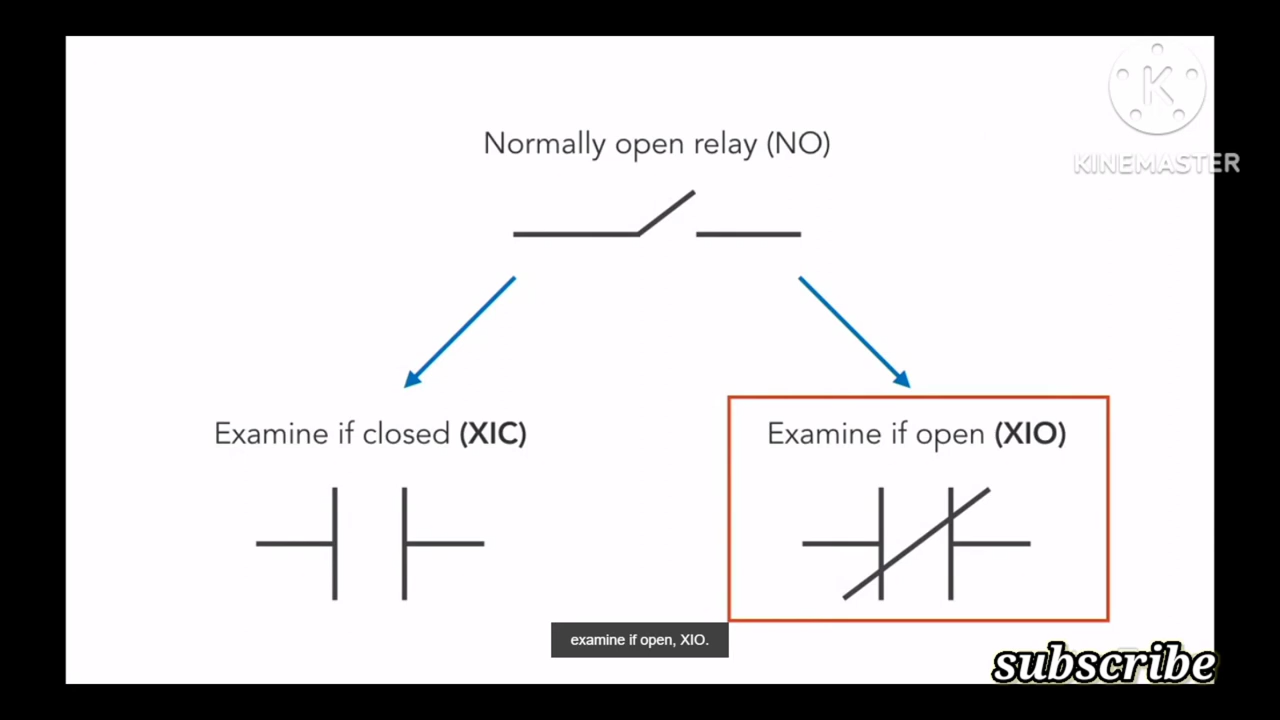 Normally open relay (NO)
K
KINEMASTER
Examine if closed (XIC)
Examine if open (XIO)
examine if open, XIO.
subscribe